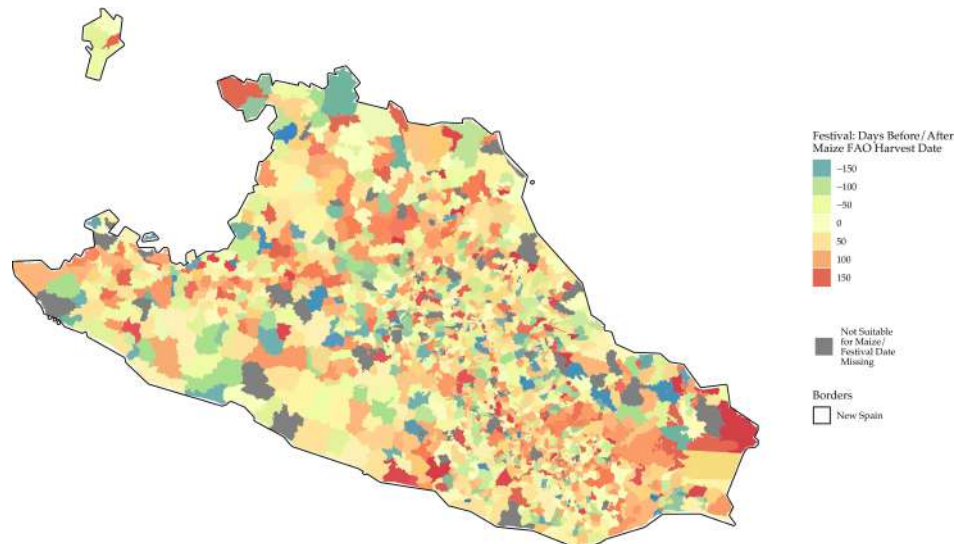 Festival: Days Before/After
Maize FAO Harvest Date
−150
−100
−50
0
50
100
150
Not Suitable
for Maize/
Festival Date
Missing
Borders
New Spain